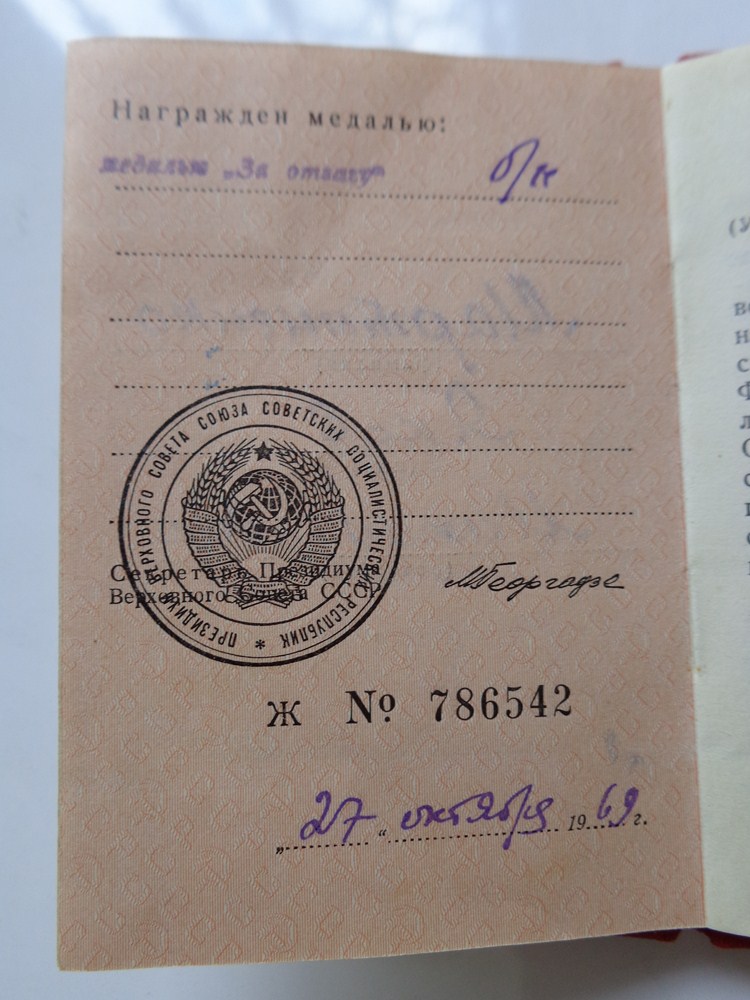 Награжден медалью:
медалью „За отвагу" б/н
ПРЕЗИДИУМ ВЕРХОВНОГО СОВЕТА СОЮЗА СОВЕТСКИХ СОЦИАЛИСТИЧЕСКИХ РЕСПУБЛИК *
Секретарь Президиума
Верховного Совета СССР
МГеоргадзе
Ж № 786542
„27“ октября 1969 г.